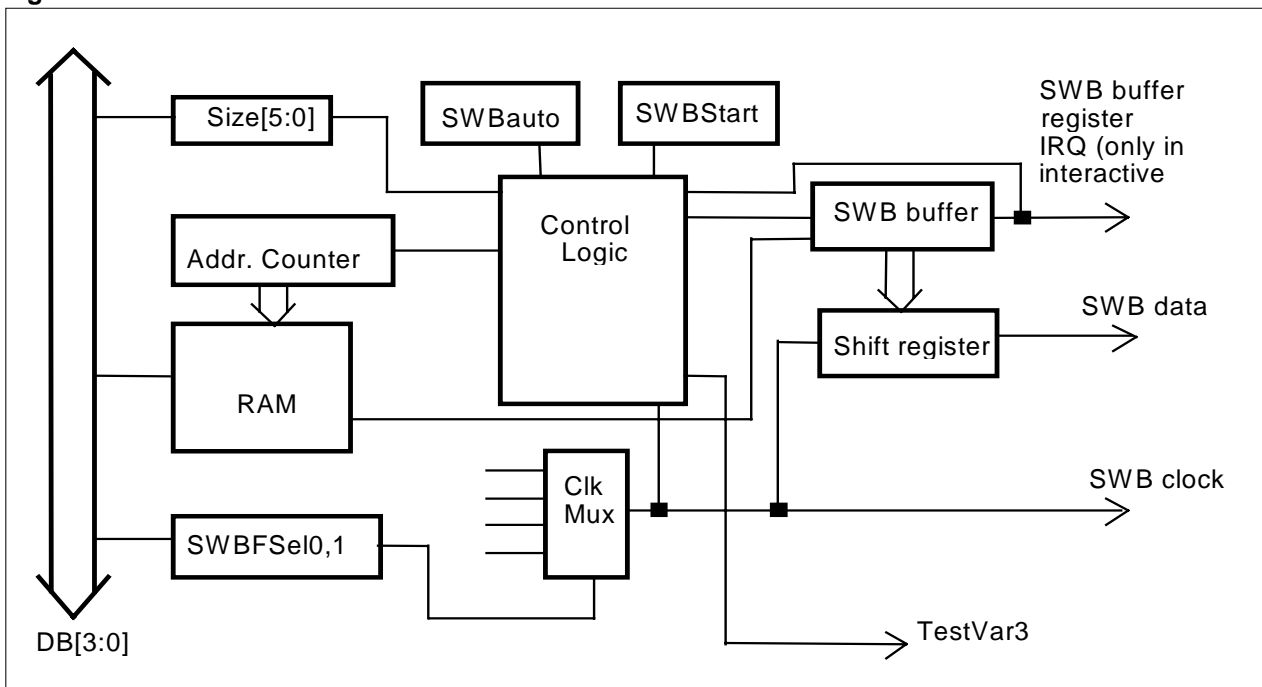 Size[5:0]
SWBauto
SWBStart
SWB buffer
register
IRQ (only in
interactive
Addr. Counter
Control
Logic
SWB buffer
RAM
Shift register
SWB data
SWBFSel0,1
Clk
Mux
SWB clock
DB[3:0]
TestVar3